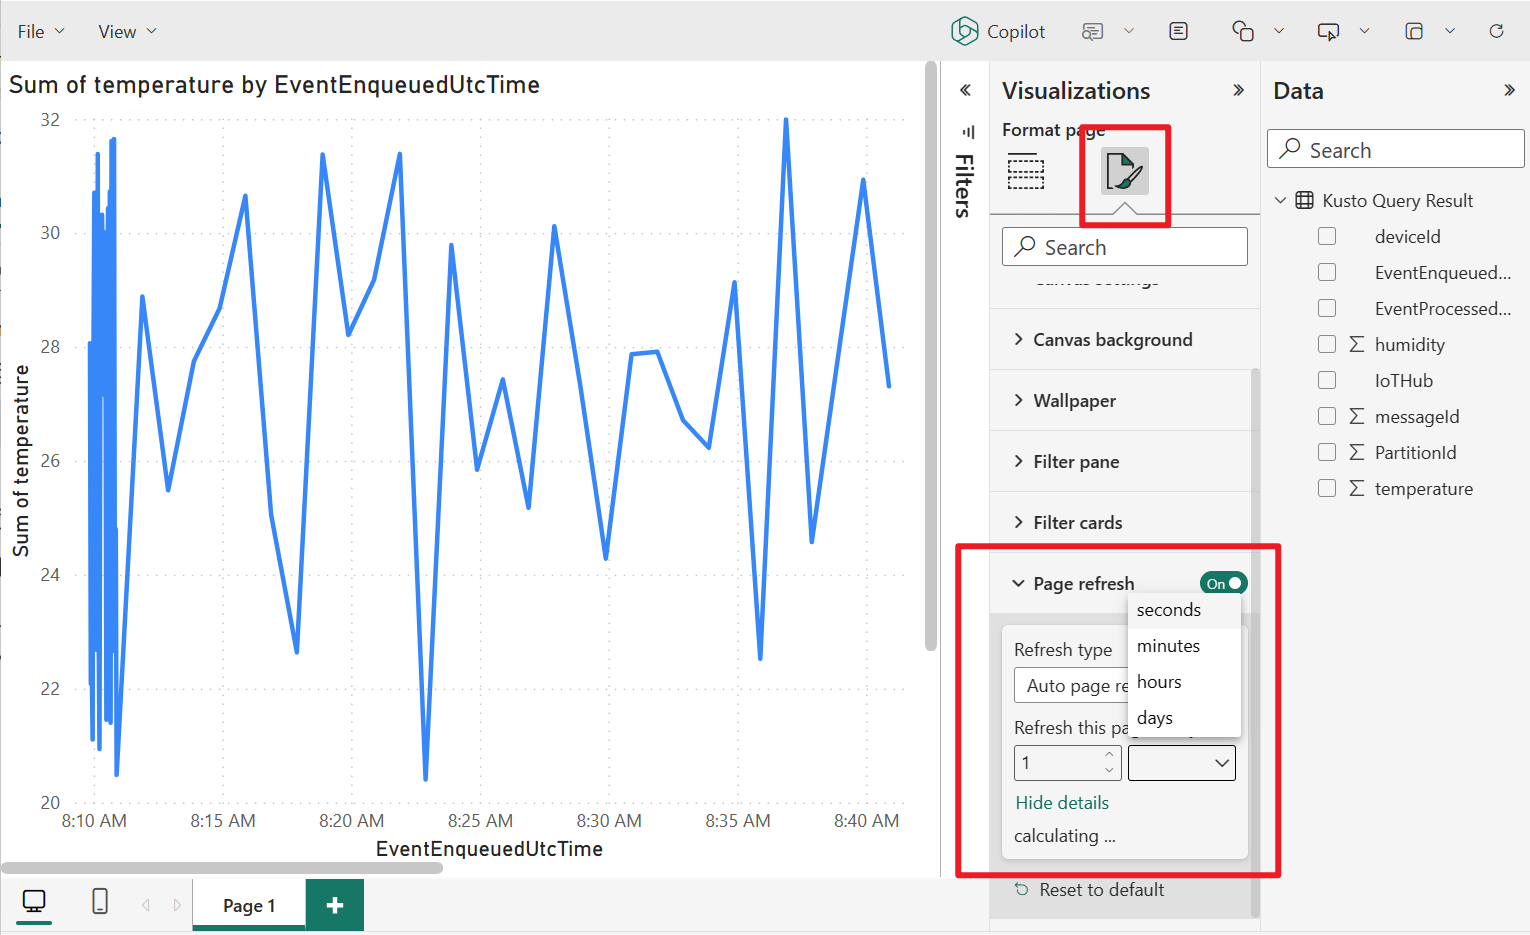 File
View
Copilot
Sum of temperature by EventEnqueuedUtcTime
32
30
28
26
24
22
20
Sum of temperature
8:10 AM
8:15 AM
8:20 AM
8:25 AM
8:30 AM
8:35 AM
8:40 AM
EventEnqueuedUtcTime
Page 1
Filters
Visualizations
Format page
Search
Canvas settings
Canvas background
Wallpaper
Filter pane
Filter cards
Page refresh
On
seconds
minutes
hours
days
Refresh type
Auto page re
Refresh this pa
1
Hide details
calculating ...
Reset to default
Data
Search
Kusto Query Result
deviceId
EventEnqueued...
EventProcessed...
humidity
IoTHub
messageId
PartitionId
temperature